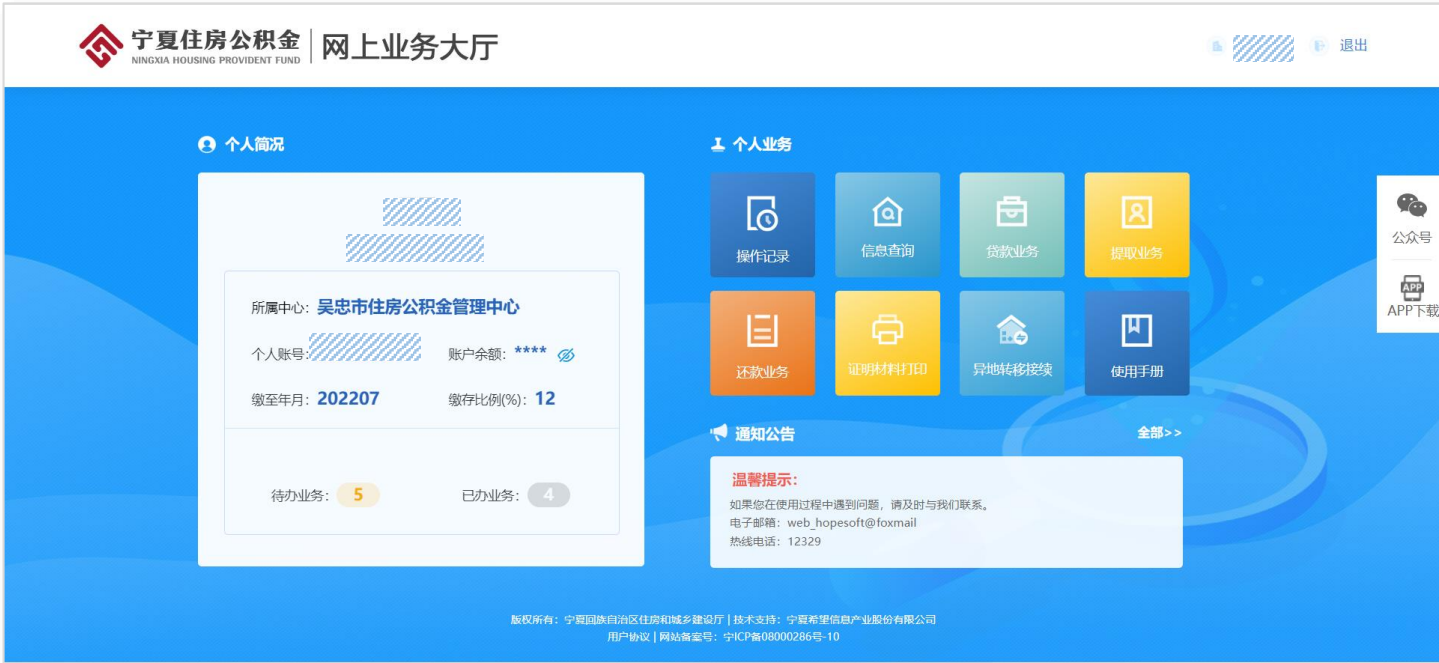 宁夏住房公积金
NINGXIA HOUSING PROVIDENT FUND
网上业务大厅
退出
个人简况
所属中心：吴忠市住房公积金管理中心
个人账号:
账户余额：****
缴至年月：202207
缴存比例(%)：12
待办业务：5
已办业务：4
个人业务
操作记录
信息查询
贷款业务
提取业务
还款业务
证明材料打印
异地转移接续
使用手册
通知公告
全部>>
温馨提示：
如果您在使用过程中遇到问题，请及时与我们联系。
电子邮箱：web_hopesoft@foxmail
热线电话：12329
公众号
APP
APP下载
版权所有：宁夏回族自治区住房和城乡建设厅 | 技术支持：宁夏希望信息产业股份有限公司
用户协议 | 网站备案号：宁ICP备08000286号-10